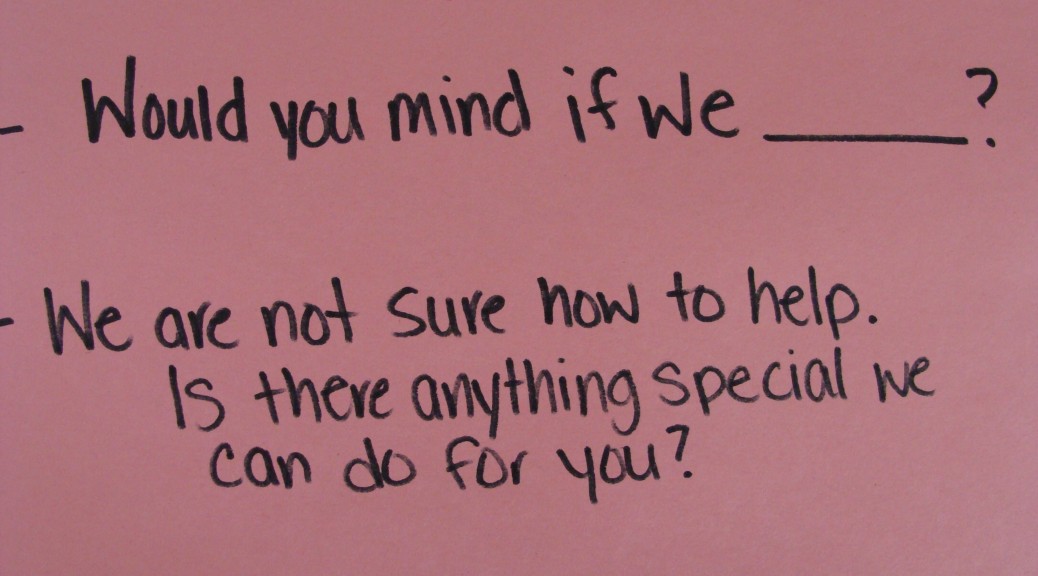 - Would you mind if we ______?
- We are not sure how to help.
Is there anything special we
can do for you?